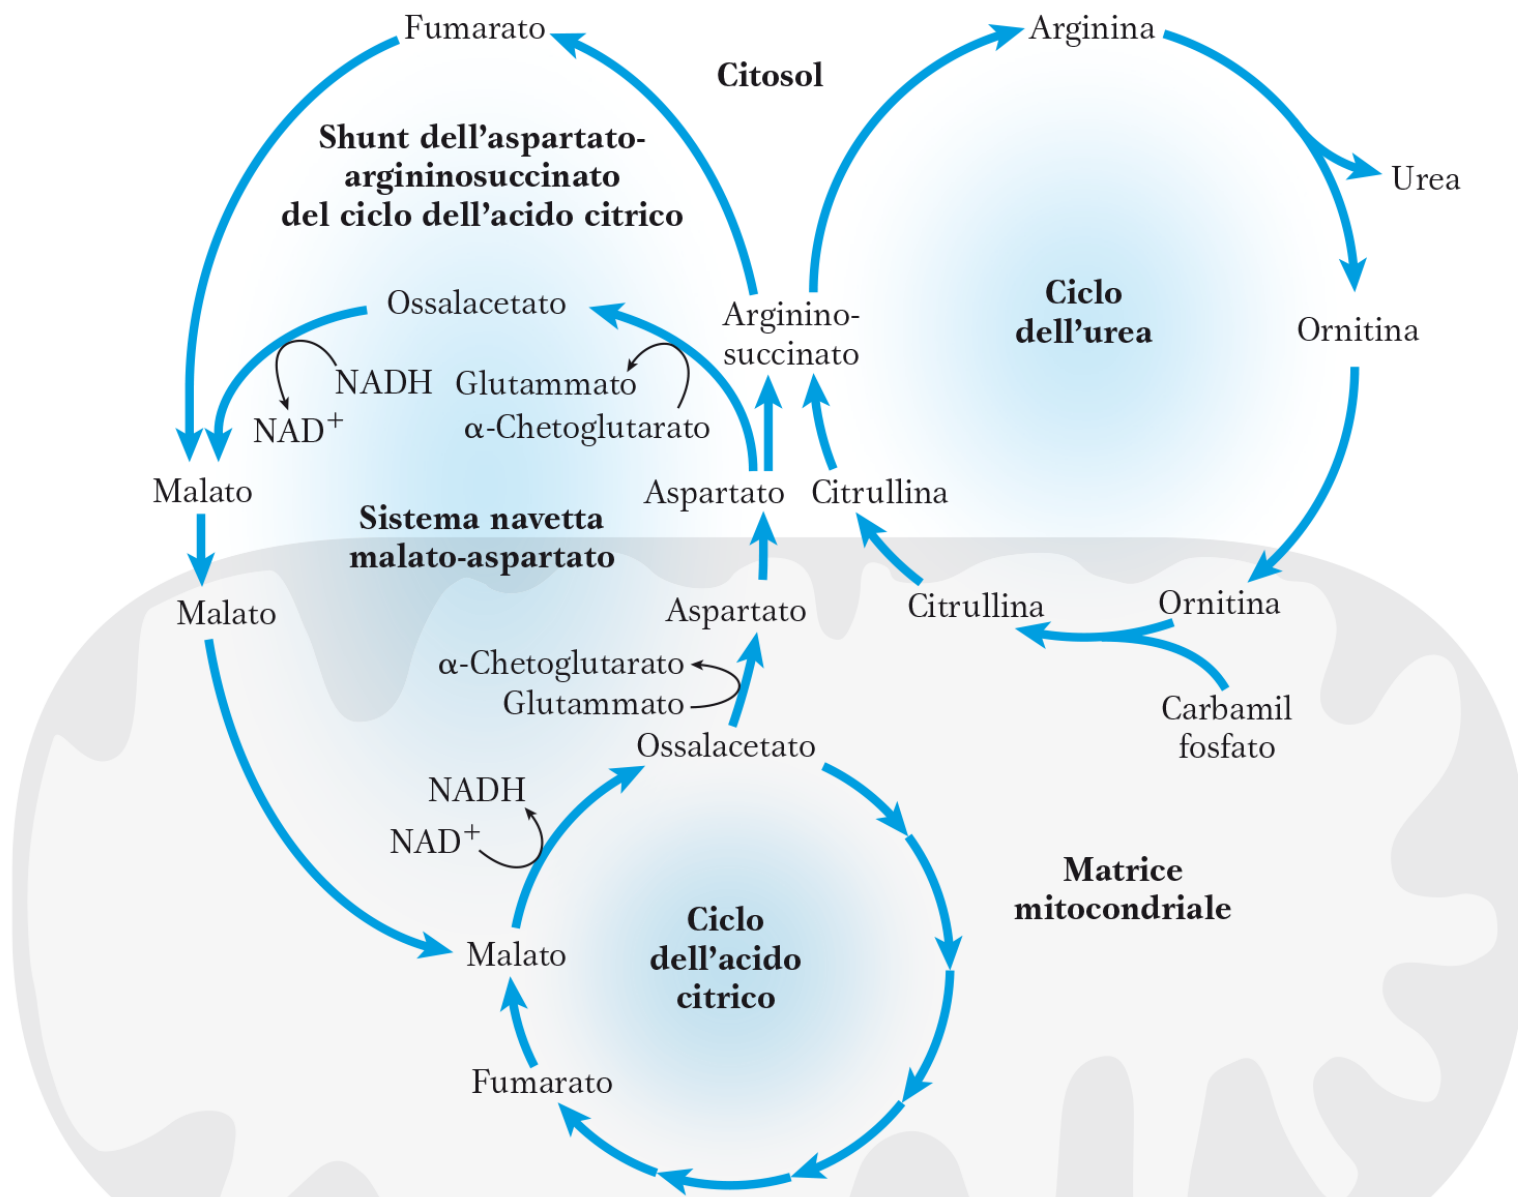 Fumarato
Arginina
Citosol
Shunt dell’aspartato-
argininosuccinato
del ciclo dell’acido citrico
Urea
Ossalacetato
Arginino-
succinato
Ciclo
dell’urea
Ornitina
NADH
Glutammato
NAD+
α-Chetoglutarato
Malato
Aspartato
Citrullina
Sistema navetta
malato-aspartato
Malato
Aspartato
Citrullina
Ornitina
α-Chetoglutarato
Glutammato
Carbamil
fosfato
Ossalacetato
NADH
NAD+
Matrice
mitocondriale
Ciclo
dell’acido
citrico
Malato
Fumarato